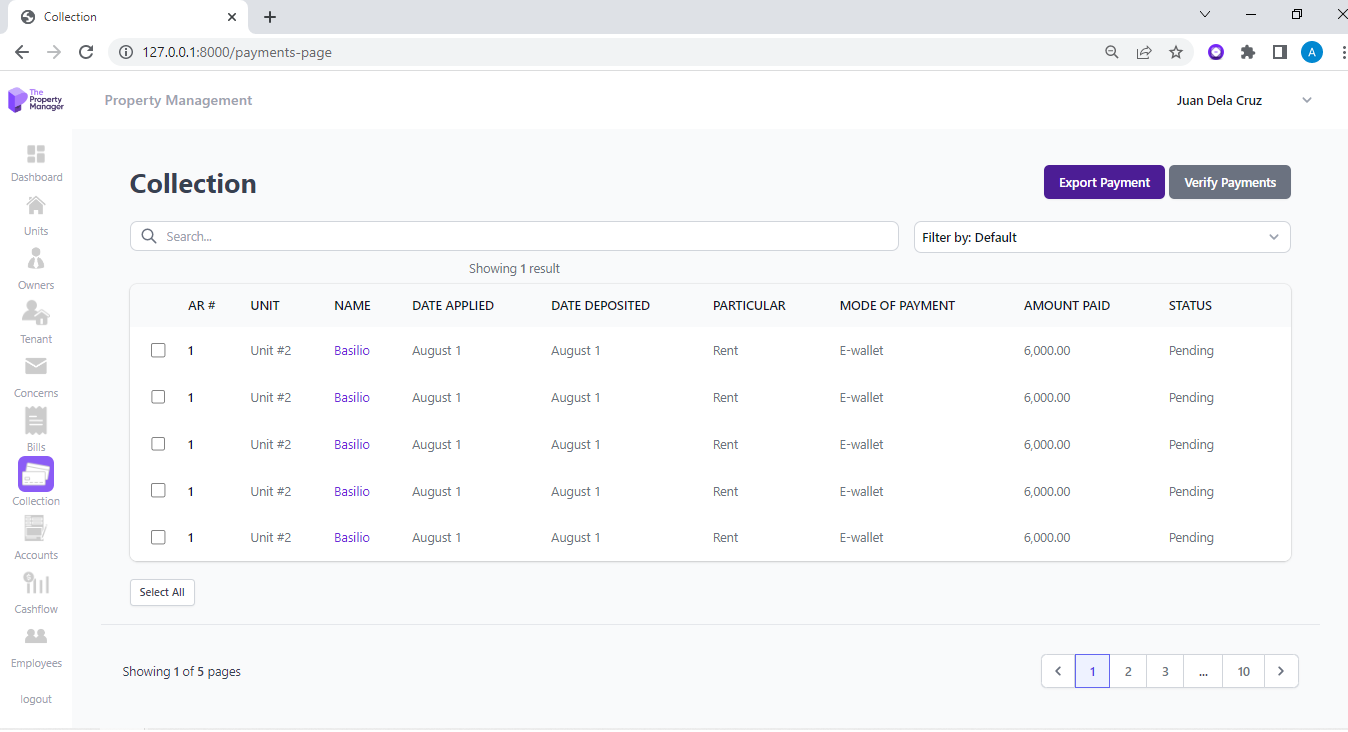 Collection
127.0.0.1:8000/payments-page
A
The Property Manager
Property Management
Juan Dela Cruz
Dashboard
Units
Owners
Tenant
Concerns
Bills
Collection
Accounts
Cashflow
Employees
logout
Collection
Export Payment
Verify Payments
Search...
Filter by: Default
Showing 1 result
AR # UNIT NAME DATE APPLIED DATE DEPOSITED PARTICULAR MODE OF PAYMENT AMOUNT PAID STATUS
1 Unit #2 Basilio August 1 August 1 Rent E-wallet 6,000.00 Pending
1 Unit #2 Basilio August 1 August 1 Rent E-wallet 6,000.00 Pending
1 Unit #2 Basilio August 1 August 1 Rent E-wallet 6,000.00 Pending
1 Unit #2 Basilio August 1 August 1 Rent E-wallet 6,000.00 Pending
1 Unit #2 Basilio August 1 August 1 Rent E-wallet 6,000.00 Pending
Select All
Showing 1 of 5 pages
1 2 3 ... 10